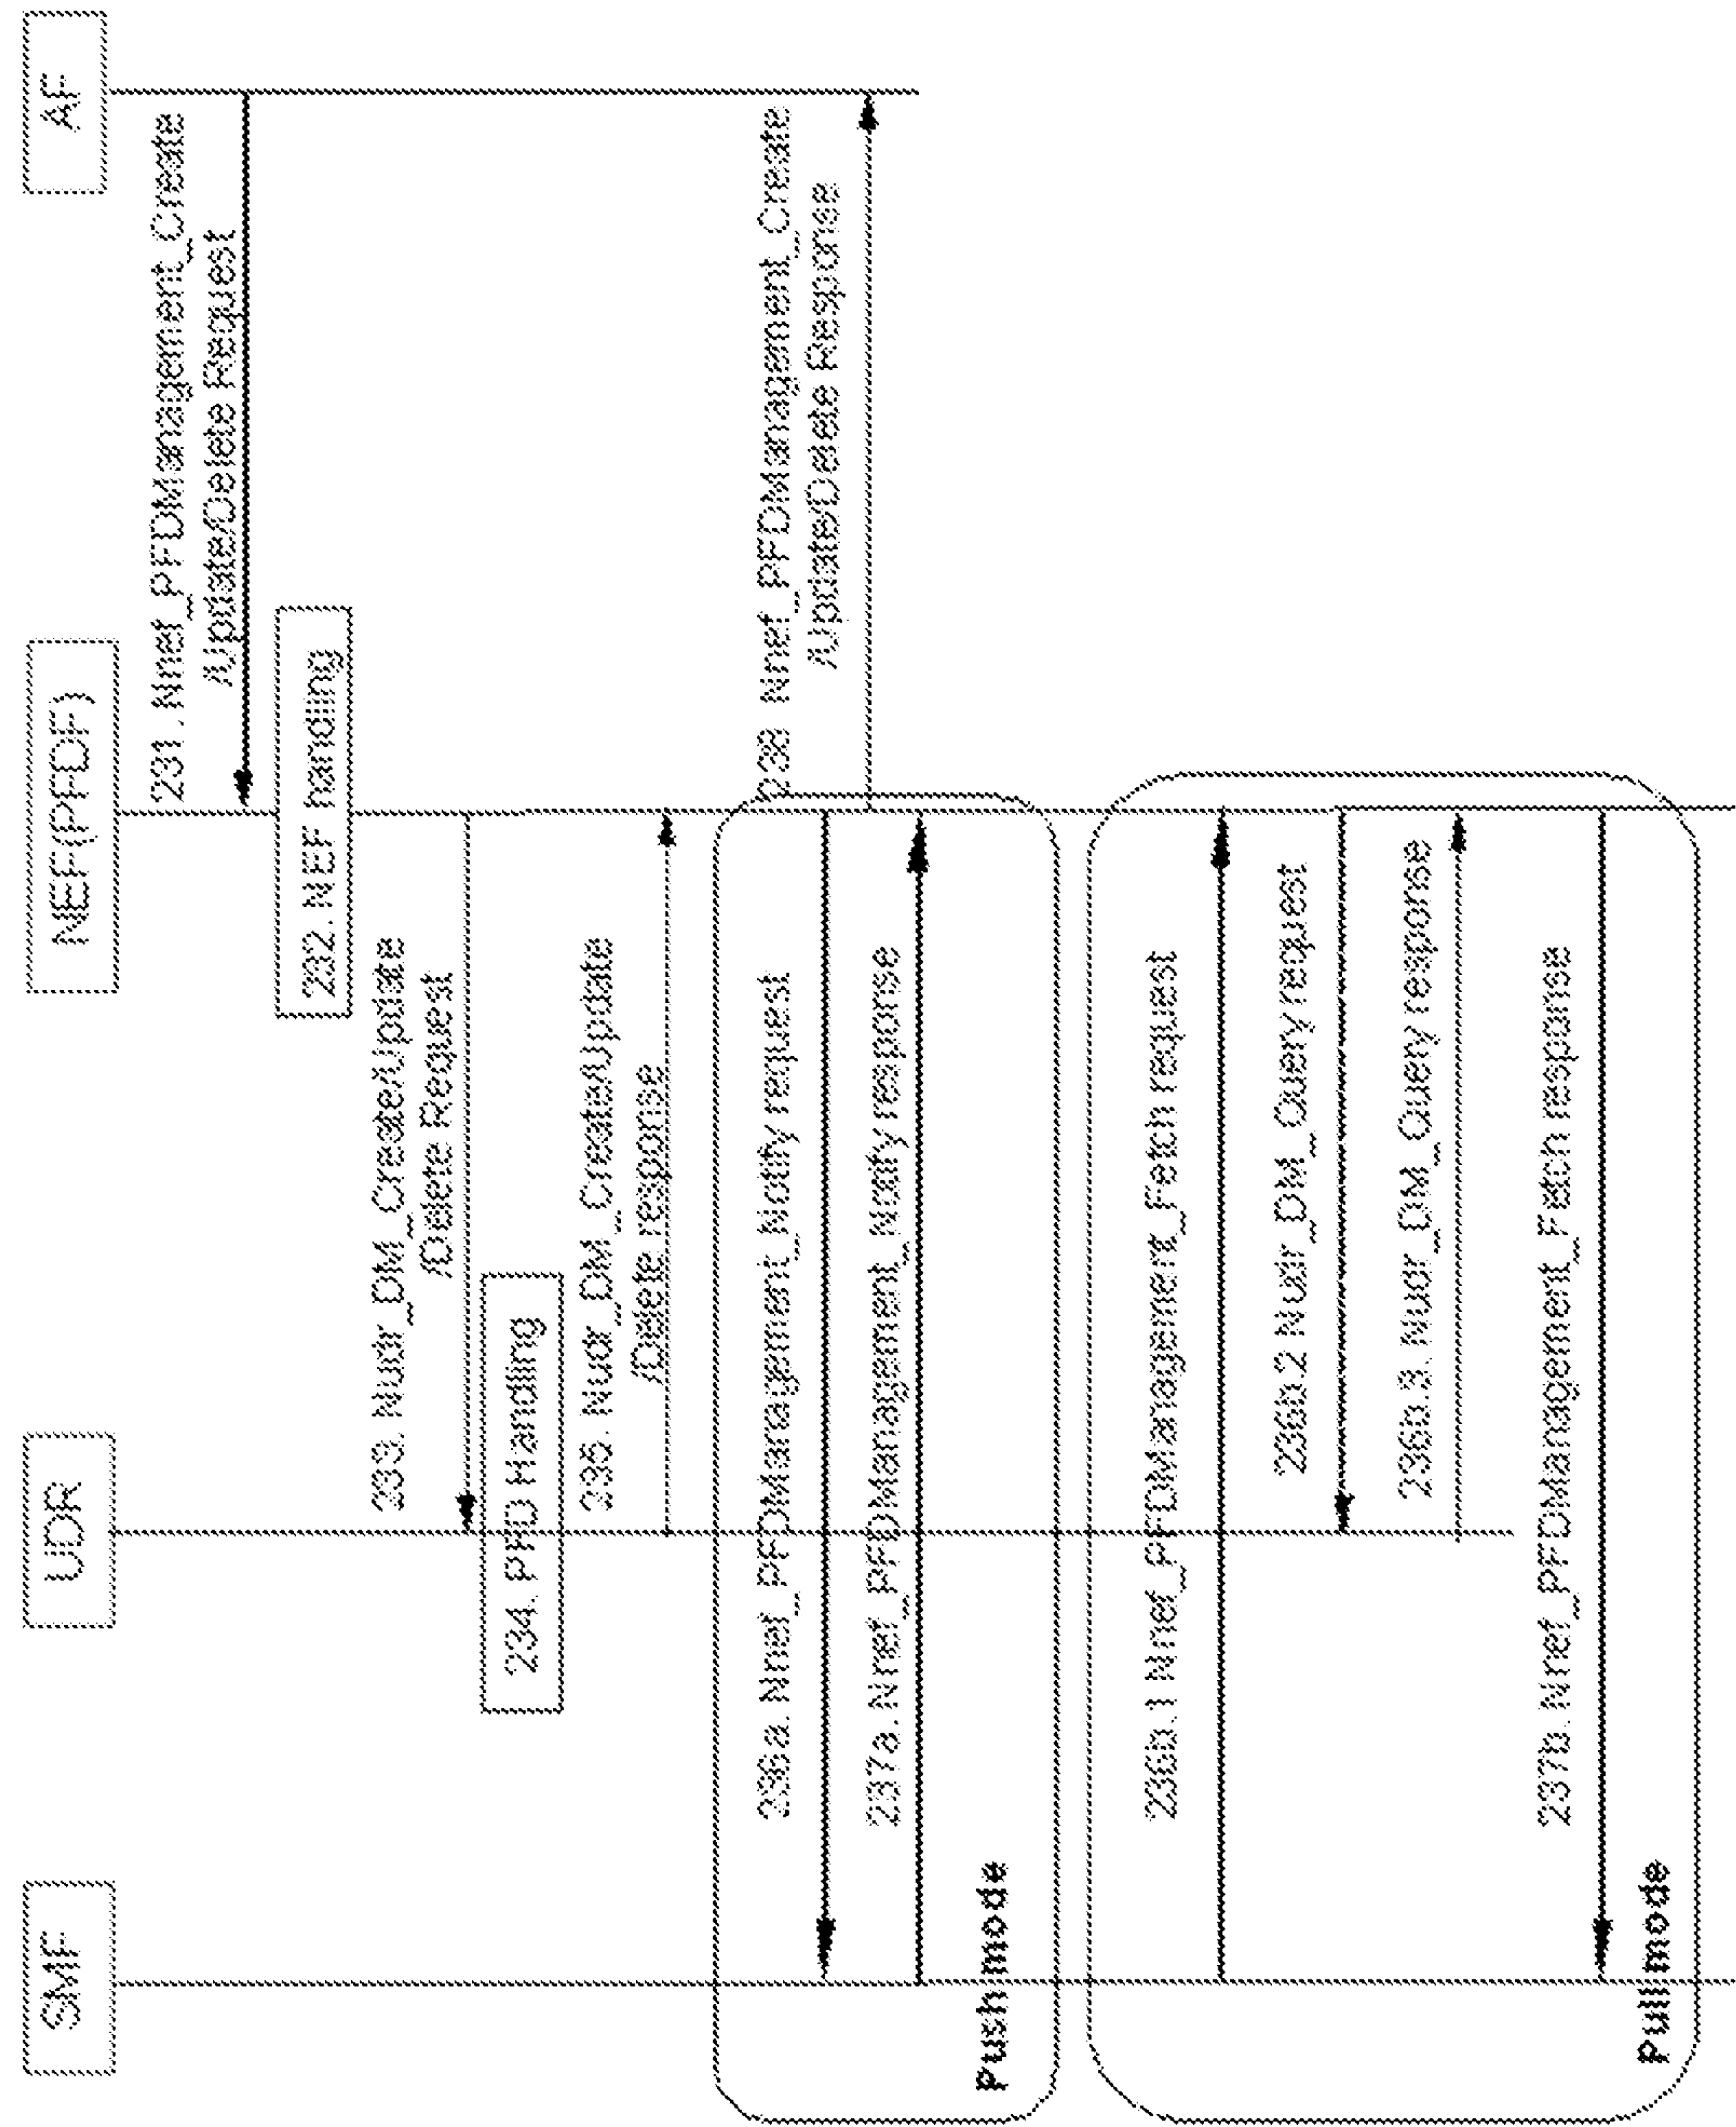 SMF
UDR
NEF(PFDF)
AF
231. Nnef_PFDManagement_Create
/Update/Delete Request
232. NEF handling
233. Nudr_DM_Create/Update
/Delete Request
234. PFD Handling
235. Nudr_DM_Create/Update
/Delete response
236a. Nnef_PFDManagement_Notify request
238 Nnef_PFDManagement_Create
/Update/Delete Response
237a. Nnef_PFDManagement_Notify response
Push mode
236b.1 Nnef_PFDManagement_Fetch request
236b.2 Nudr_DM_Query request
236b.3. Nudr_DM_Query response
237b. Nnef_PFDManagement_Fetch response
Pull mode